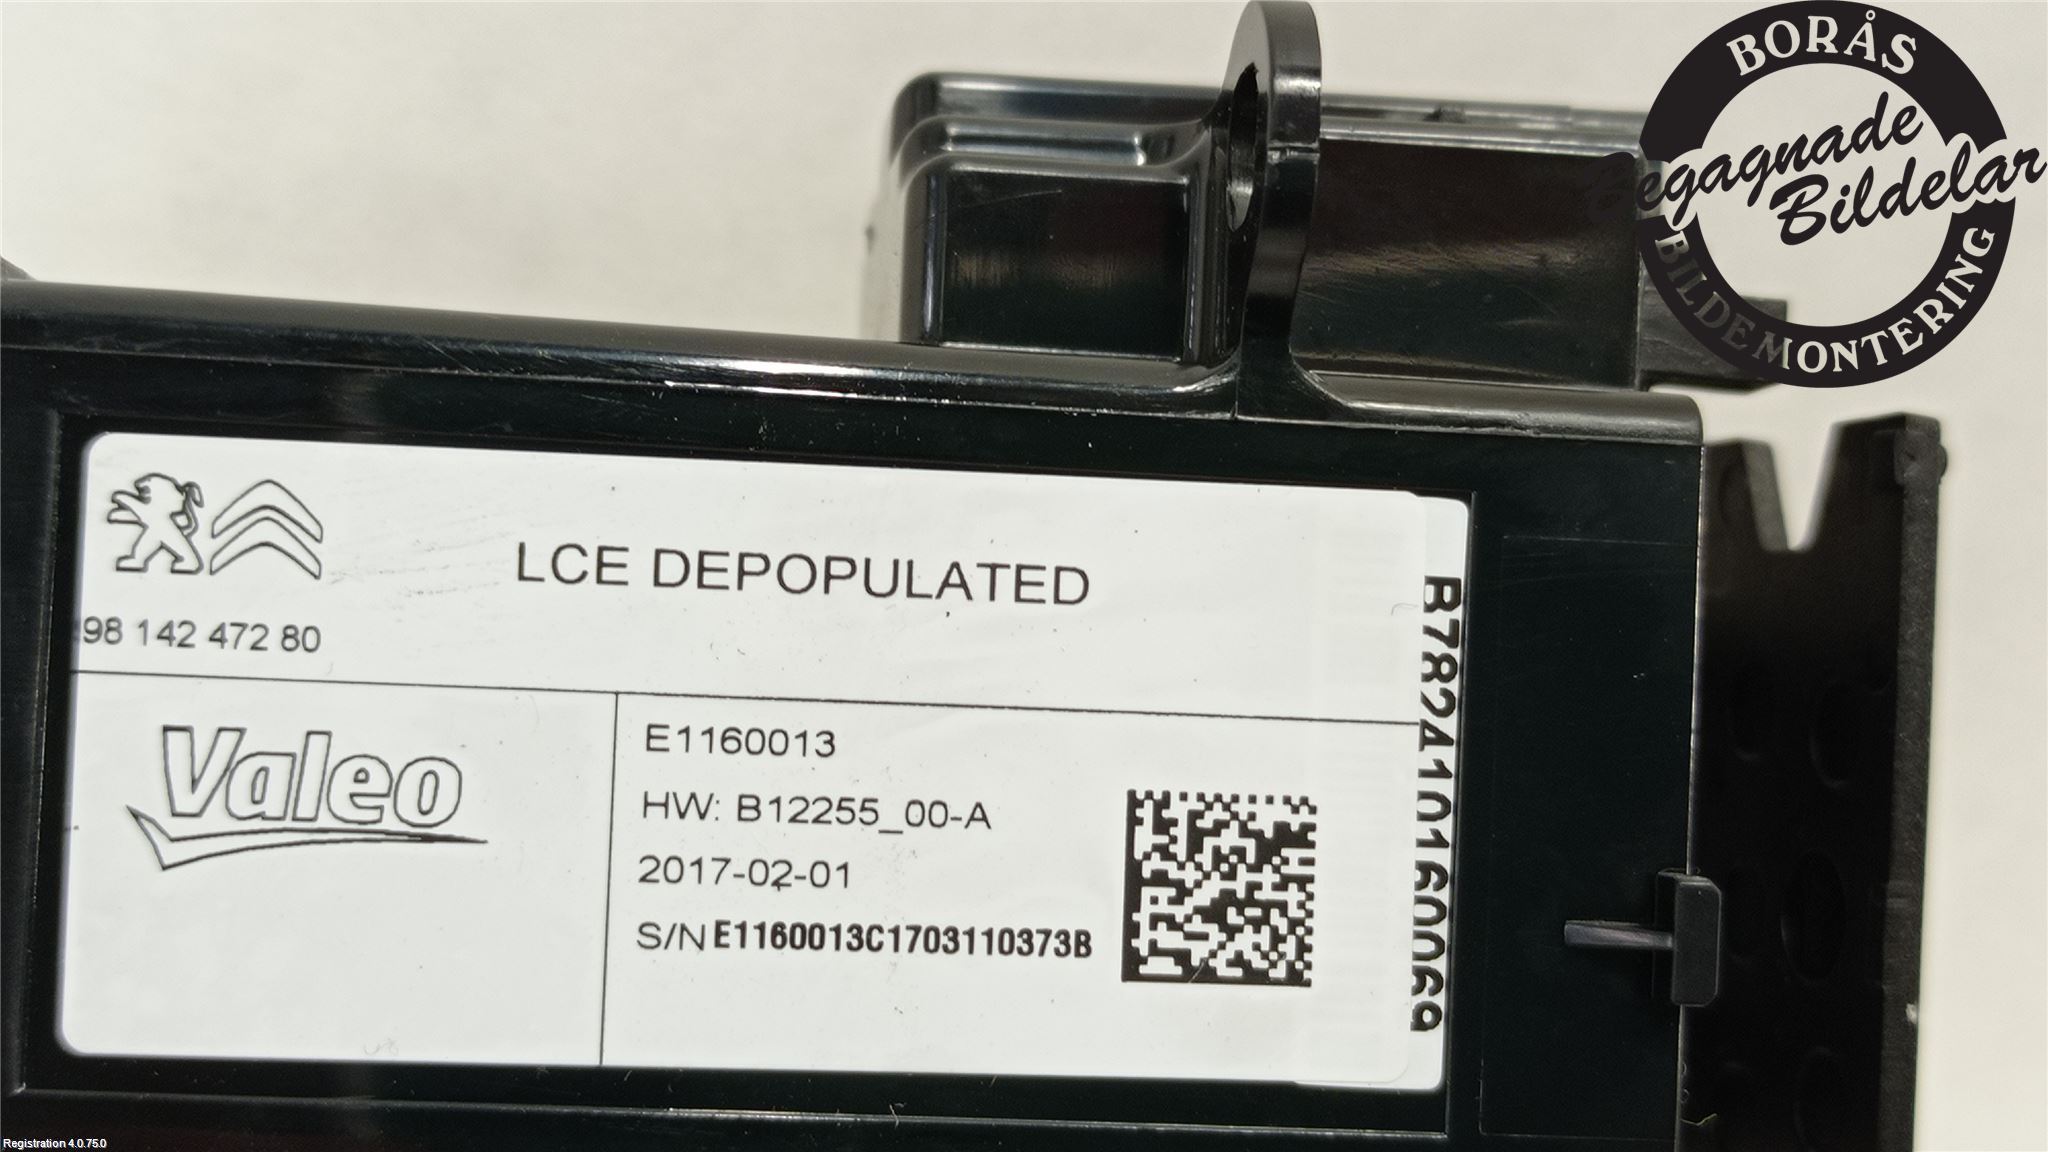 BORÅS
Begagnade
Bildelar
BILDEMONTERING
LCE DEPOPULATED
98 142 472 80
Valeo
E1160013
HW: B12255_00-A
2017-02-01
S/N E1160013C1703110373B
B782410160069
Registration 4.0.75.0